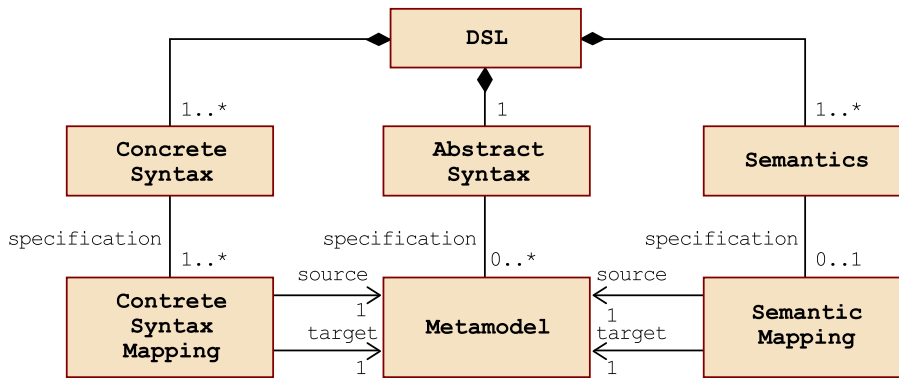 DSL
1..*
1
1..*
Concrete
Syntax
Abstract
Syntax
Semantics
specification
specification
specification
1..*
0..*
0..1
source
source
1
1
Contrete
Syntax
Mapping
Metamodel
Semantic
Mapping
target
target
1
1